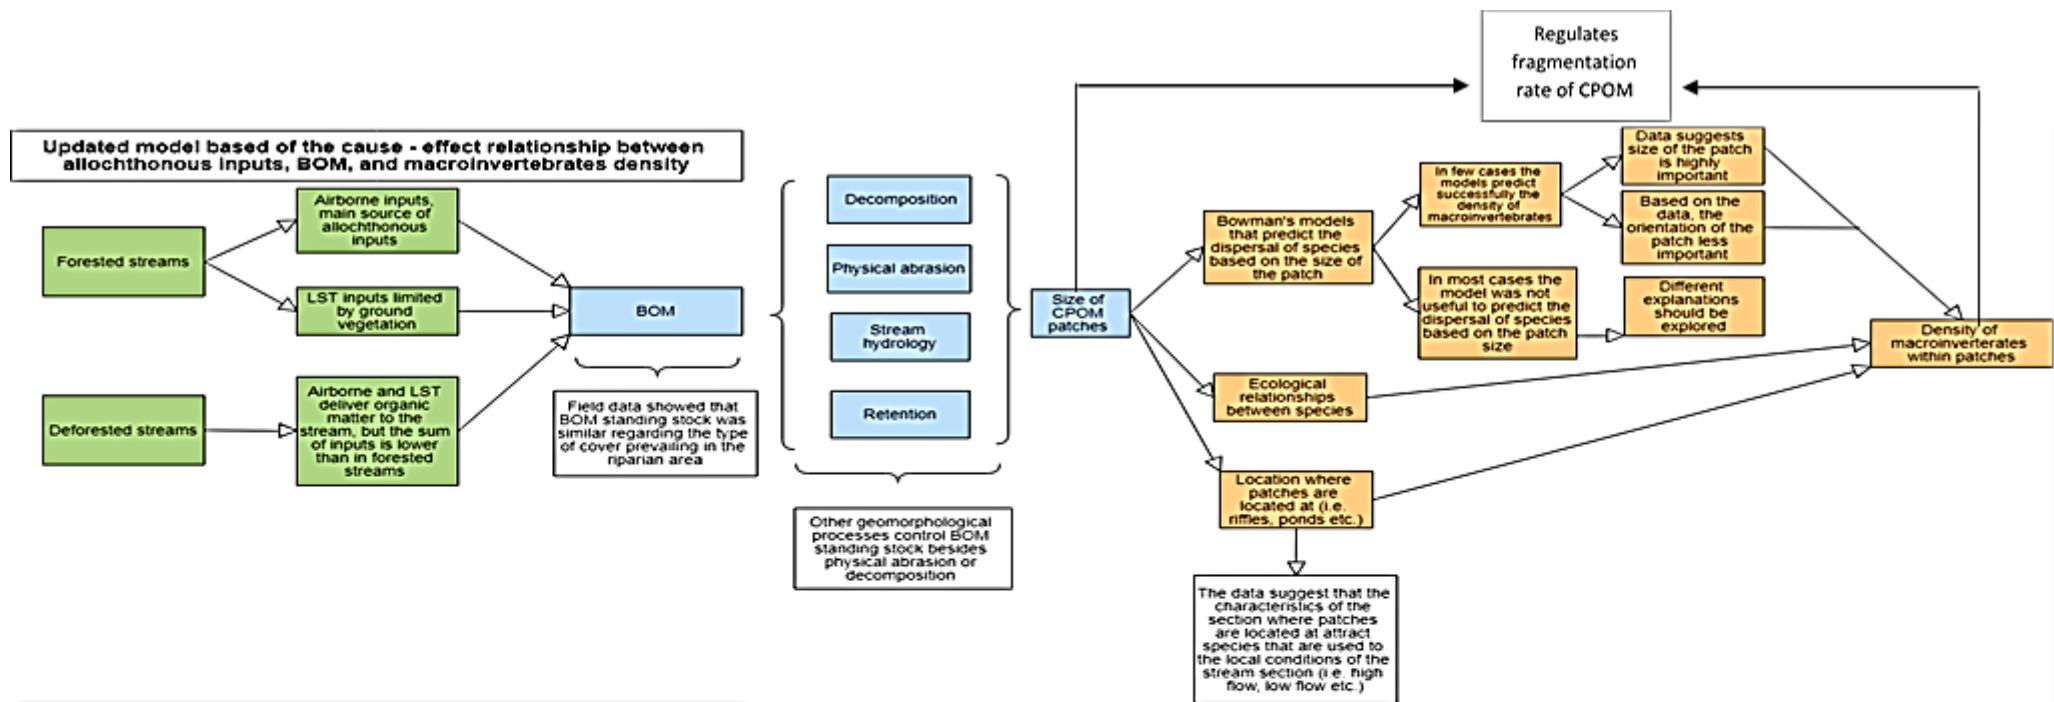 Updated model based of the cause - effect relationship between
allochthonous inputs, BOM, and macroinvertebrates density
Forested streams
Airborne inputs,
main source of
allochthonous
inputs
LST inputs limited
by ground
vegetation
Deforested streams
Airborne and LST
deliver organic
matter to the
stream, but the sum
of inputs is lower
than in forested
streams
BOM
Field data showed that
BOM standing stock was
similar regarding the type
of cover prevailing in the
riparian area
Decomposition
Physical abrasion
Stream
hydrology
Retention
Other geomorphological
processes control BOM
standing stock besides
physical abrasion or
decomposition
Size of
CPOM
patches
Regulates
fragmentation
rate of CPOM
Bowman's models
that predict the
dispersal of species
based on the size of
the patch
In few cases the
models predict
successfully the
density of
macroinvertebrates
Data suggests
size of the patch
is highly
important
Based on the
data, the
orientation of the
patch less
important
In most cases the
model was not
useful to predict the
dispersal of species
based on the patch
size
Different
explanations
should be
explored
Ecological
relationships
between species
Location where
patches are
located at (i.e.
riffles, ponds etc.)
The data suggest that the
characteristics of the
section where patches
are located at attract
species that are used to
the local conditions of the
stream section (i.e. high
flow, low flow etc.)
Density of
macroinverterates
within patches